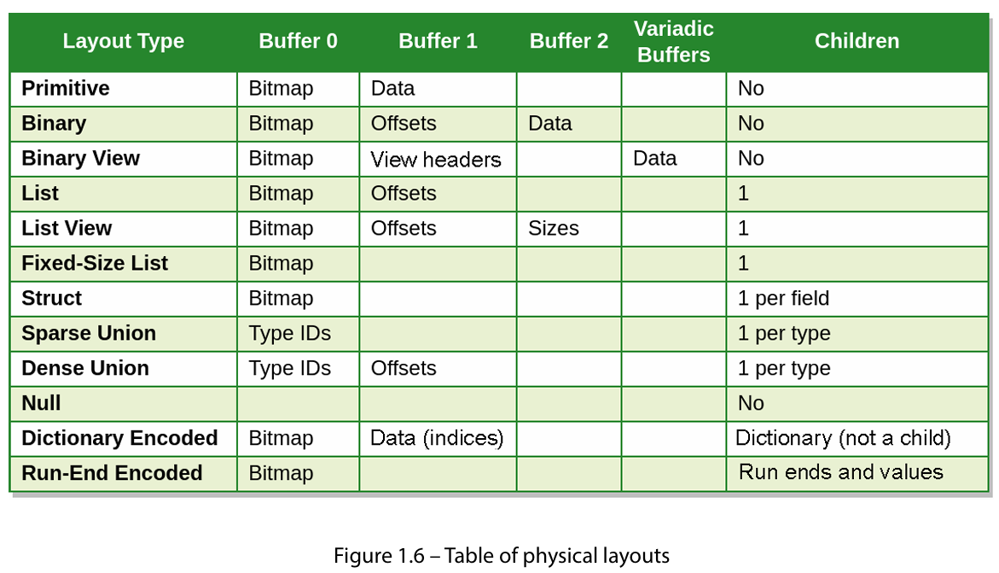 Layout Type Buffer 0 Buffer 1 Buffer 2 Variadic Buffers Children
Primitive Bitmap Data No
Binary Bitmap Offsets Data No
Binary View Bitmap View headers Data No
List Bitmap Offsets 1
List View Bitmap Offsets Sizes 1
Fixed-Size List Bitmap 1
Struct Bitmap 1 per field
Sparse Union Type IDs 1 per type
Dense Union Type IDs Offsets 1 per type
Null No
Dictionary Encoded Bitmap Data (indices) Dictionary (not a child)
Run-End Encoded Bitmap Run ends and values
Figure 1.6 – Table of physical layouts